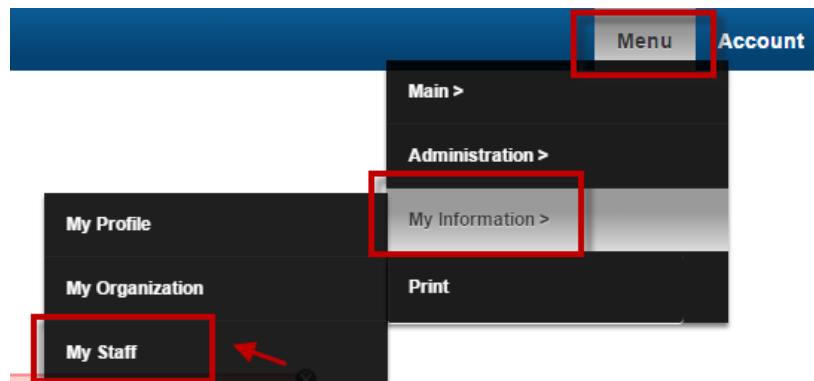 Menu Account
Main >
Administration >
My Information >
Print
My Profile
My Organization
My Staff